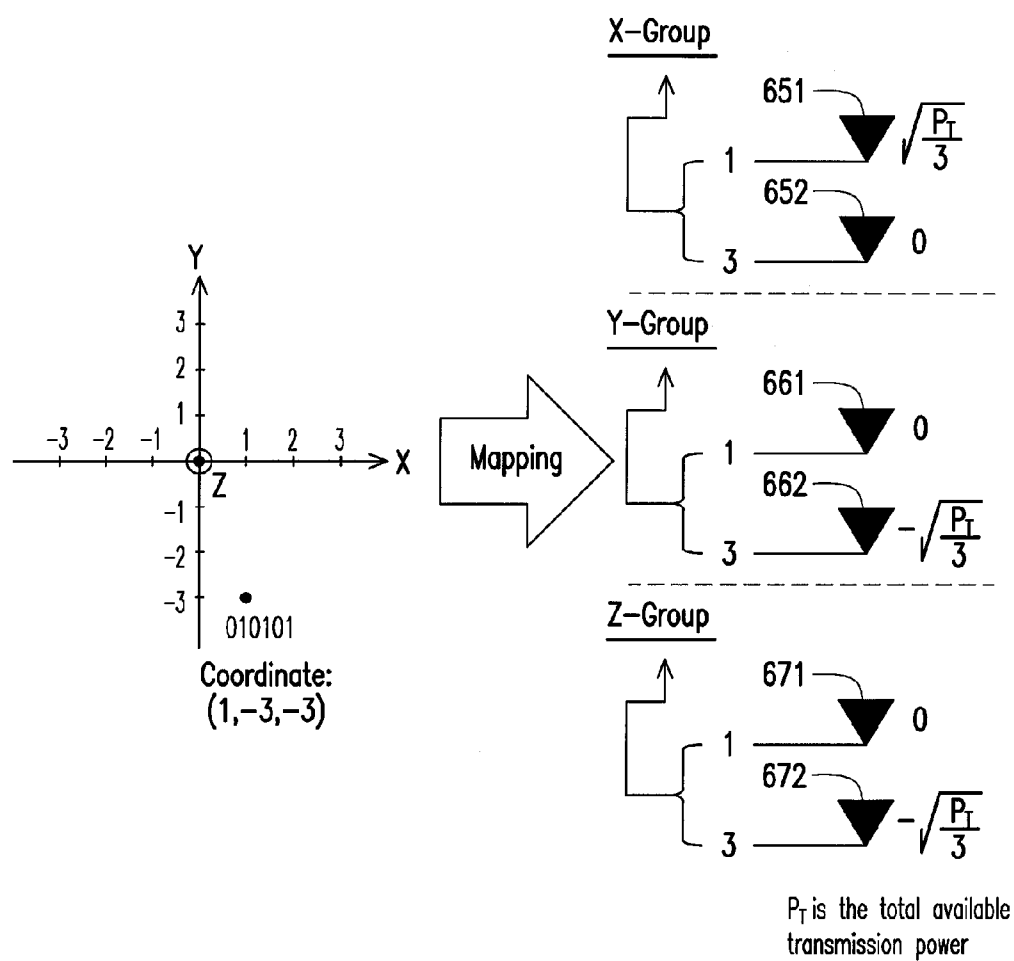 X-Group
651
√(P_T/3)
1
652
0
3
Y-Group
661
0
1
662
-√(P_T/3)
3
Z-Group
671
0
1
672
-√(P_T/3)
3
Y
3
2
1
-3 -2 -1 1 2 3 X
Z
-1
-2
-3
010101
Coordinate:
(1,-3,-3)
Mapping
P_T is the total available
transmission power